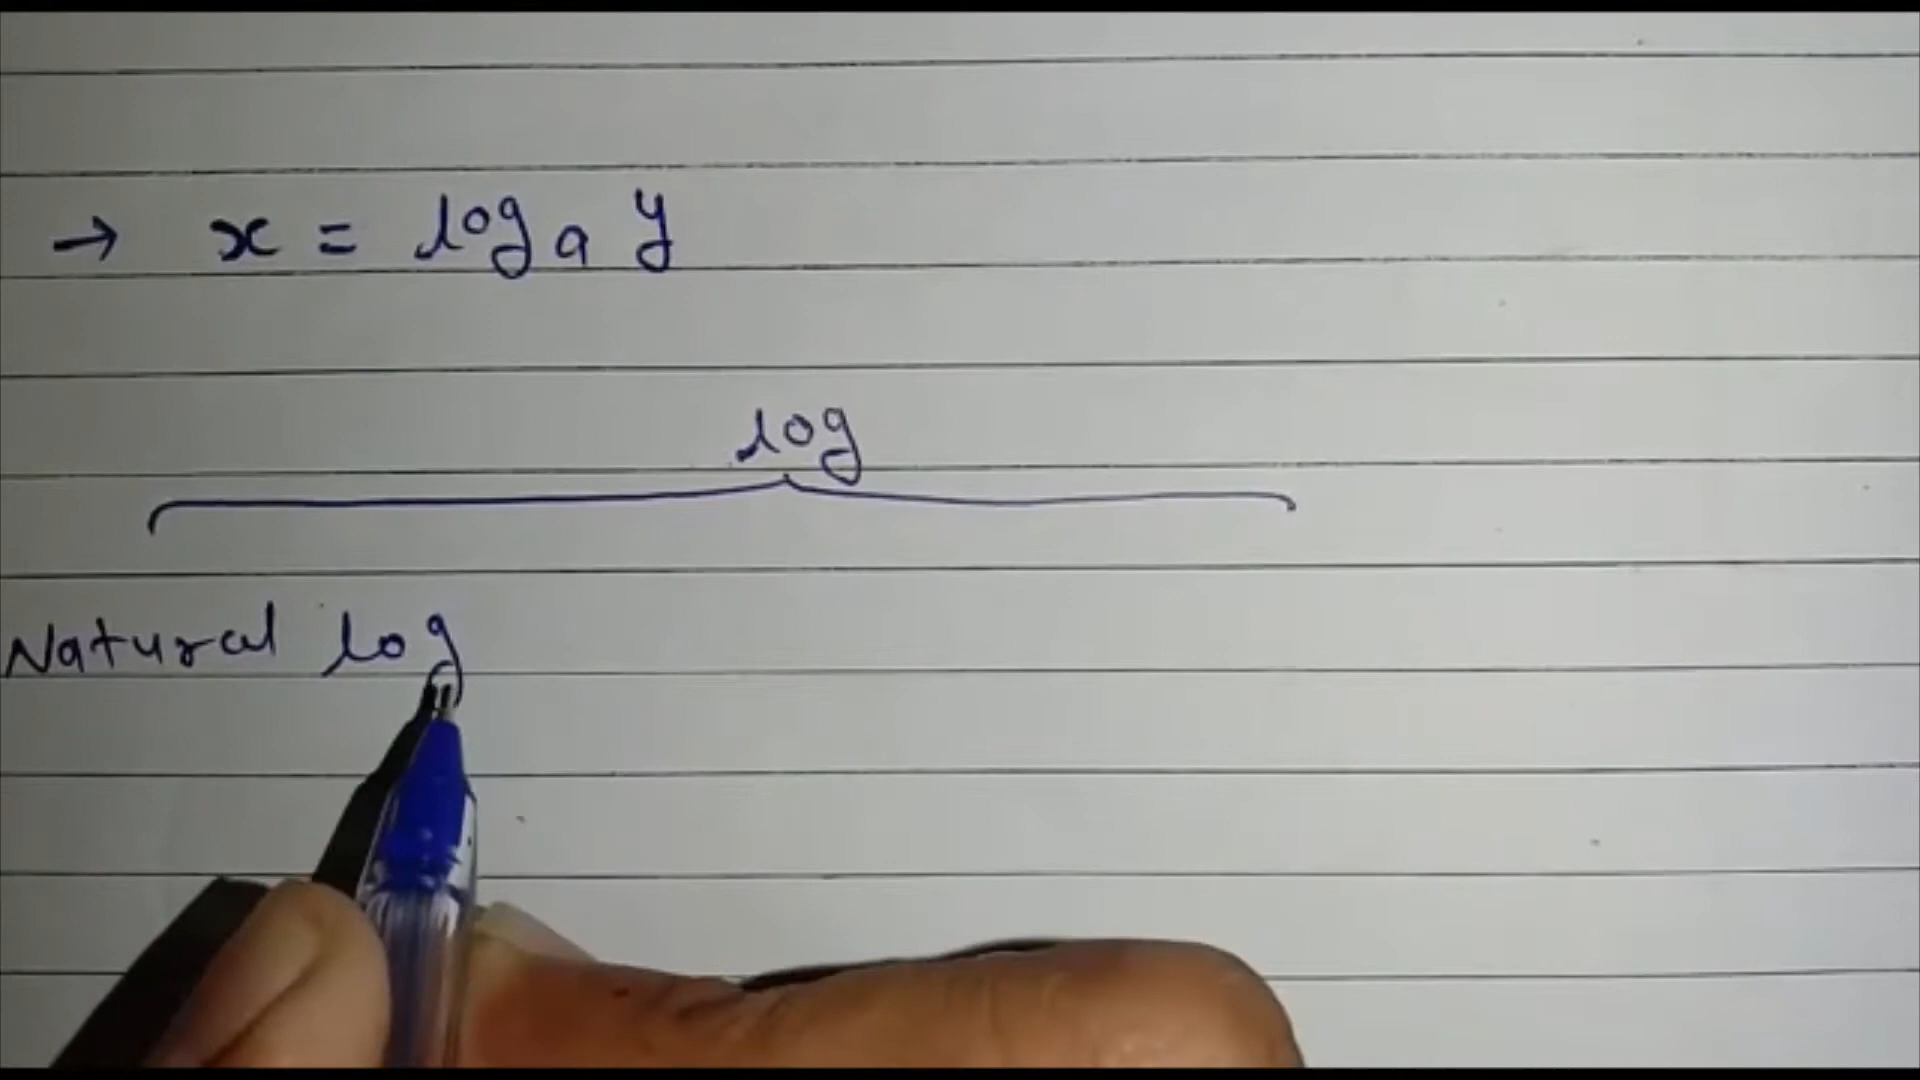 → x = logₐ y
log
Natural log